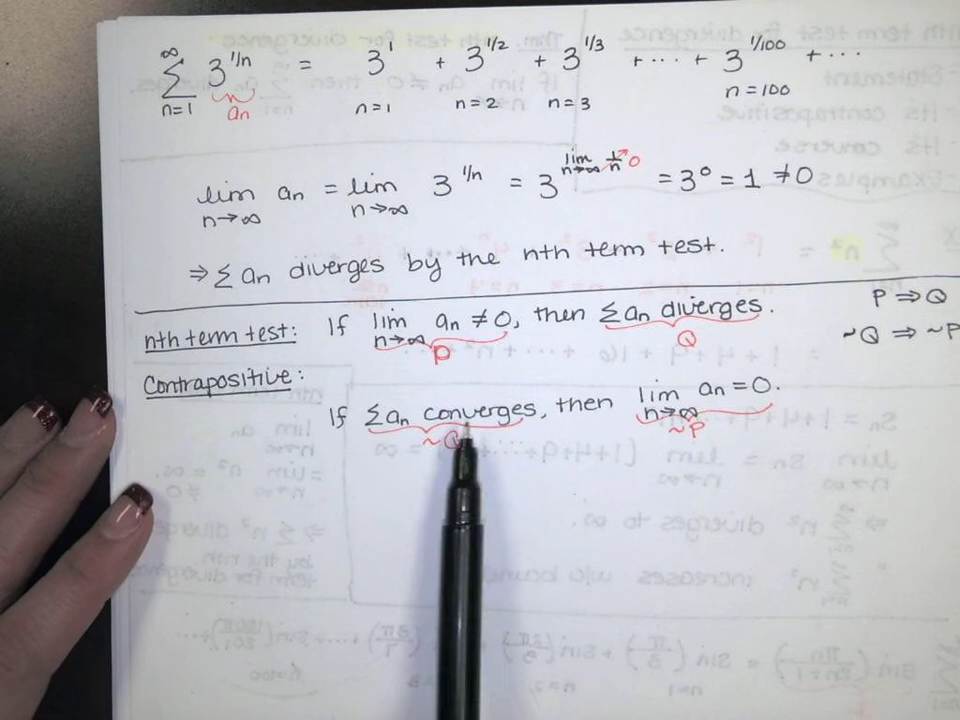 ∞
∑ 3^{1/n} = 3^1 + 3^{1/2} + 3^{1/3} + ... + 3^{1/100} + ...
n=1 an n=1 n=2 n=3 n=100
lim an = lim 3^{1/n} = 3^{lim n→∞ 1/n → 0} = 3^0 = 1 ≠0
n→∞ n→∞
⇒ Σ an diverges by the nth term test.
nth term test: If lim an ≠ 0, then Σ an diverges.
n→∞
P Q
P ⇒ Q
~Q ⇒ ~P
Contrapositive:
If Σ an converges, then lim an = 0.
n→∞
~Q ~P